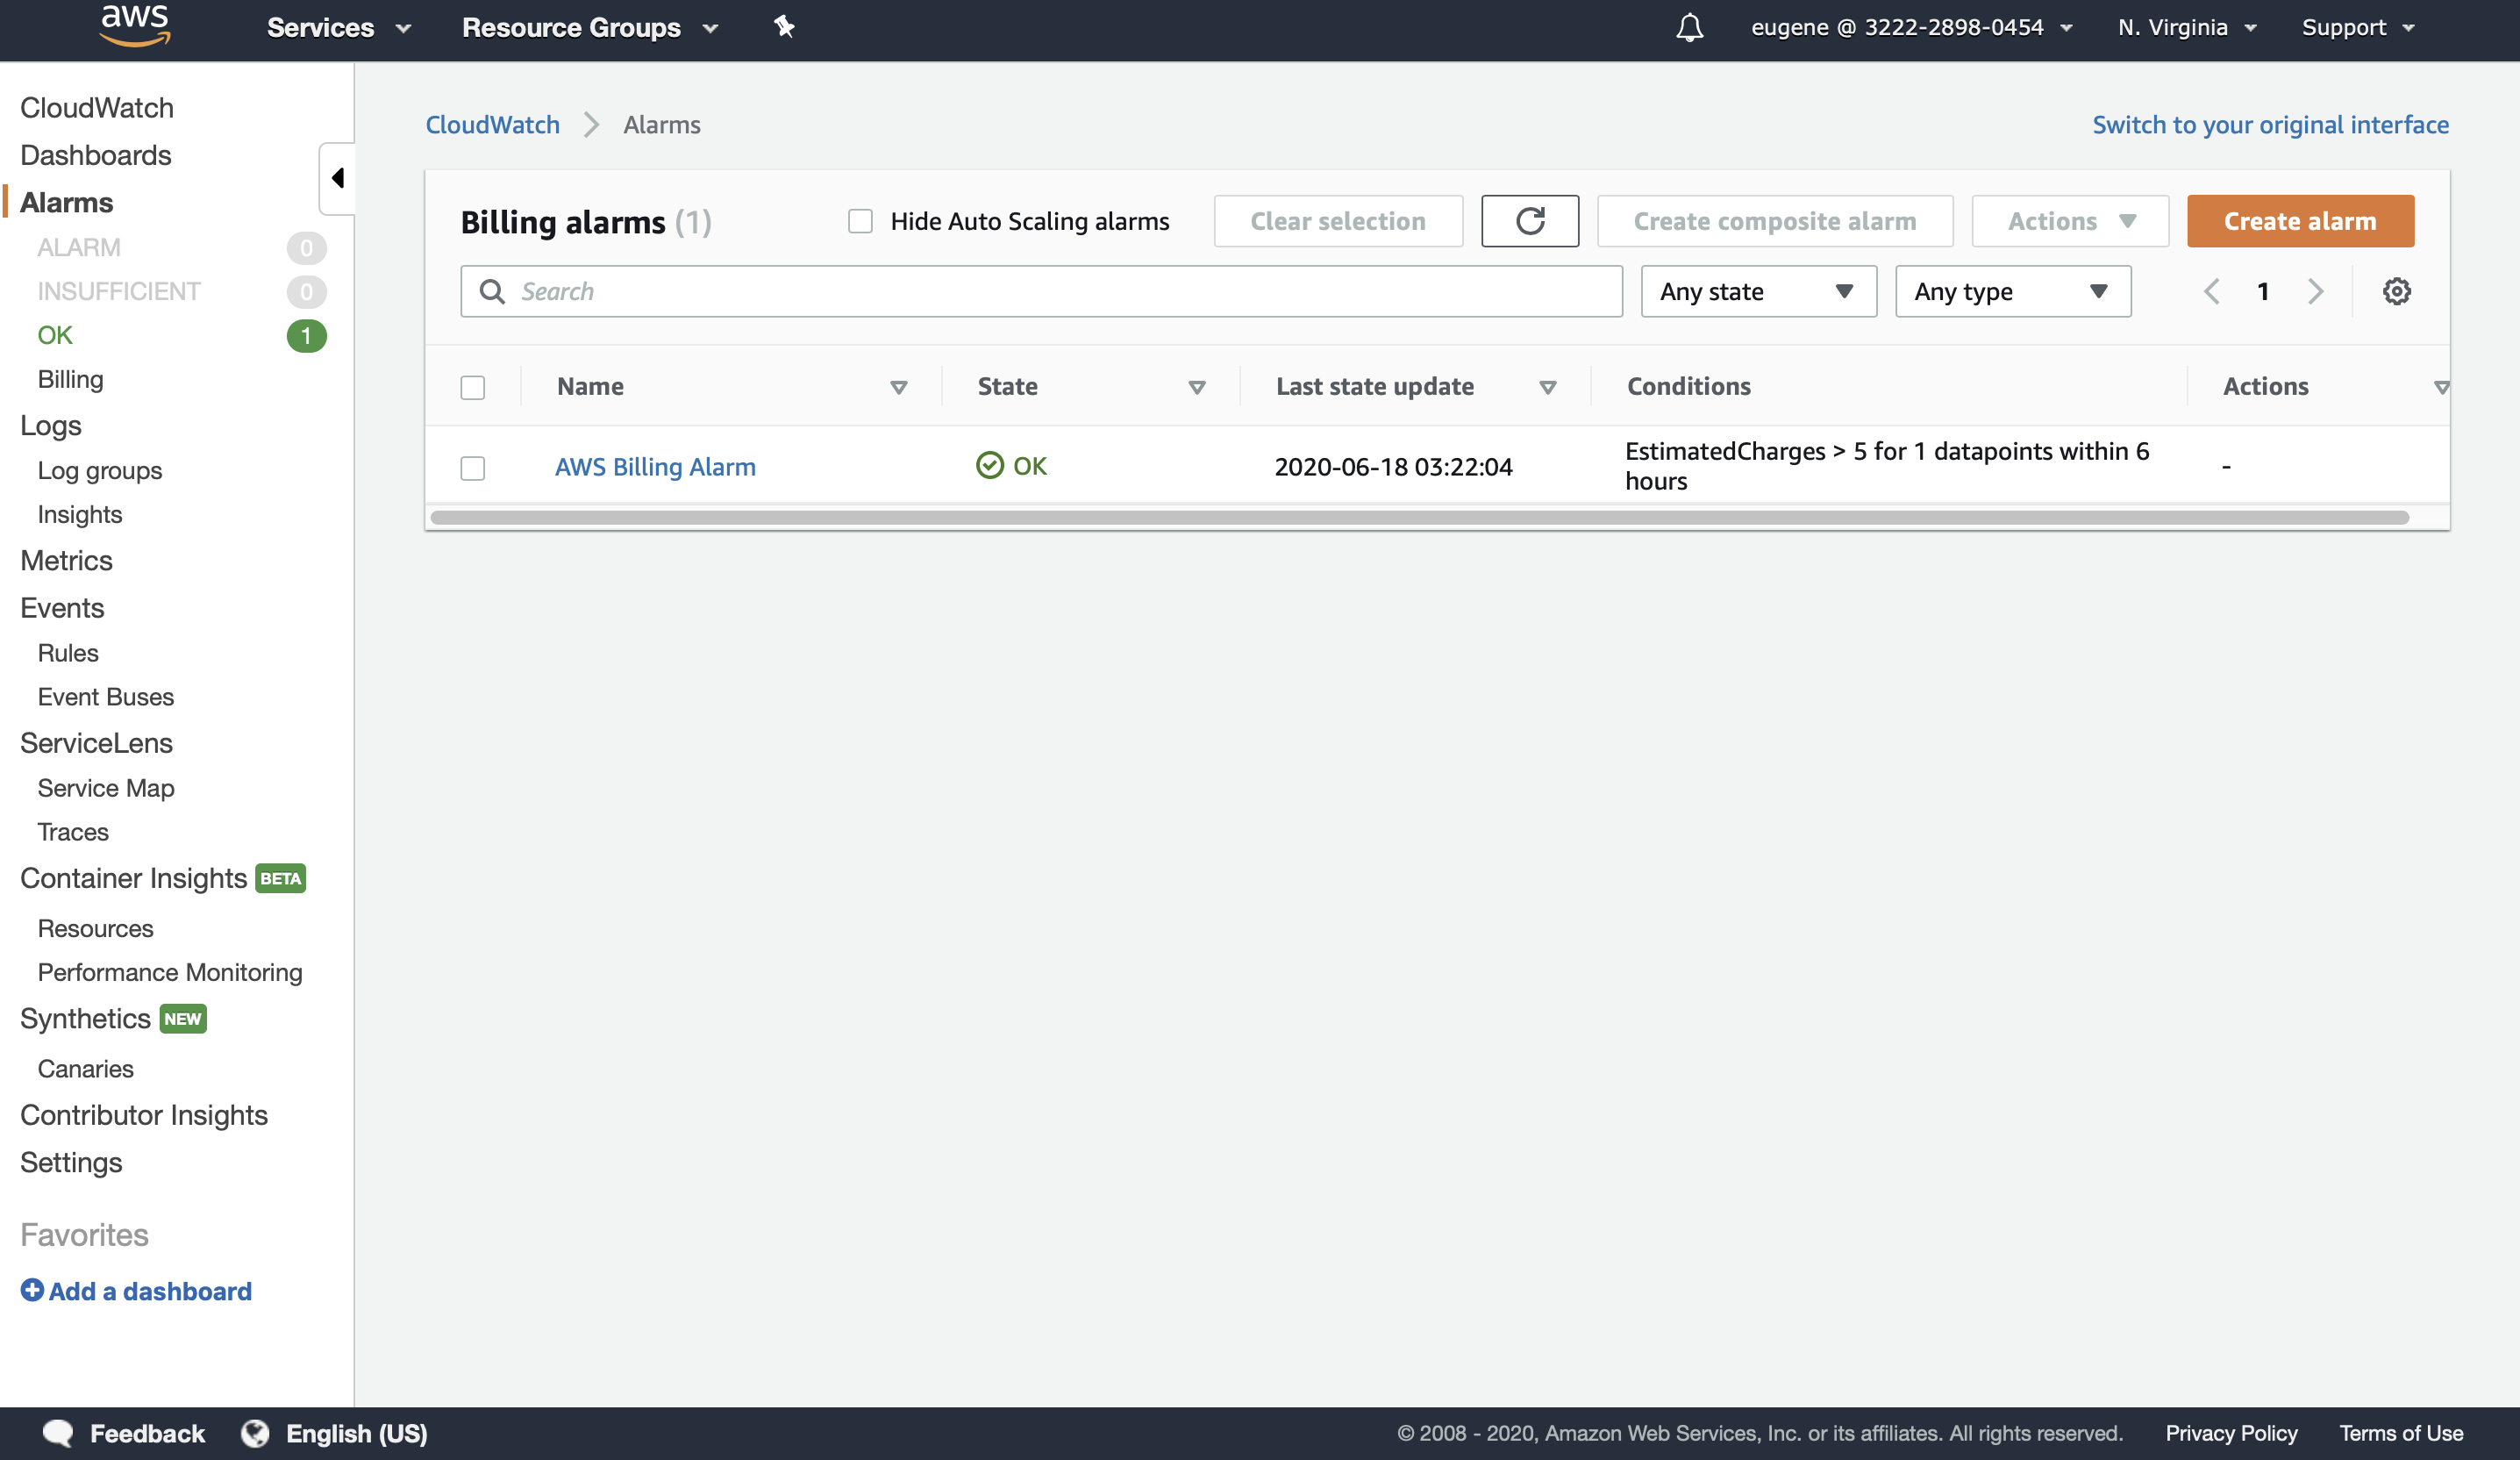 aws
Services
Resource Groups
eugene @ 3222-2898-0454
N. Virginia
Support
CloudWatch
Dashboards
Alarms
ALARM 0
INSUFFICIENT 0
OK 1
Billing
Logs
Log groups
Insights
Metrics
Events
Rules
Event Buses
ServiceLens
Service Map
Traces
Container Insights BETA
Resources
Performance Monitoring
Synthetics NEW
Canaries
Contributor Insights
Settings
Favorites
Add a dashboard
CloudWatch
Alarms
Switch to your original interface
Billing alarms (1)
Hide Auto Scaling alarms
Clear selection
Create composite alarm
Actions
Create alarm
Search
Any state
Any type
1
Name
State
Last state update
Conditions
Actions
AWS Billing Alarm
OK
2020-06-18 03:22:04
EstimatedCharges > 5 for 1 datapoints within 6
hours
-
Feedback
English (US)
© 2008 - 2020, Amazon Web Services, Inc. or its affiliates. All rights reserved.
Privacy Policy
Terms of Use